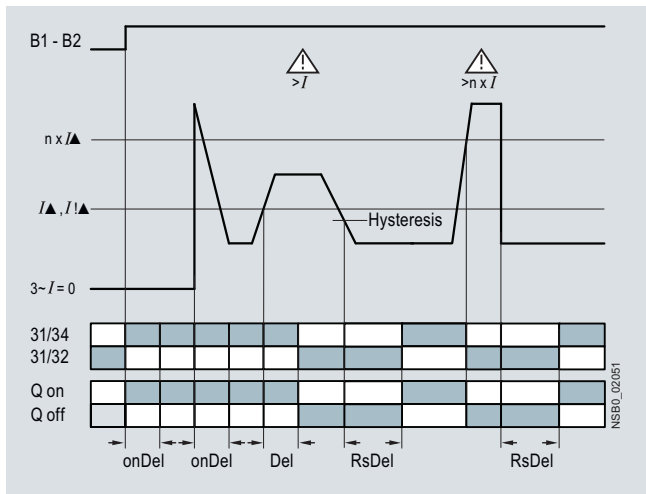 B1 - B2
>I
>n x I
n x I▲
I▲, I!▲
Hysteresis
3~ I = 0
31/34
31/32
Q on
Q off
NSB0_02051
onDel
onDel
Del
RsDel
RsDel